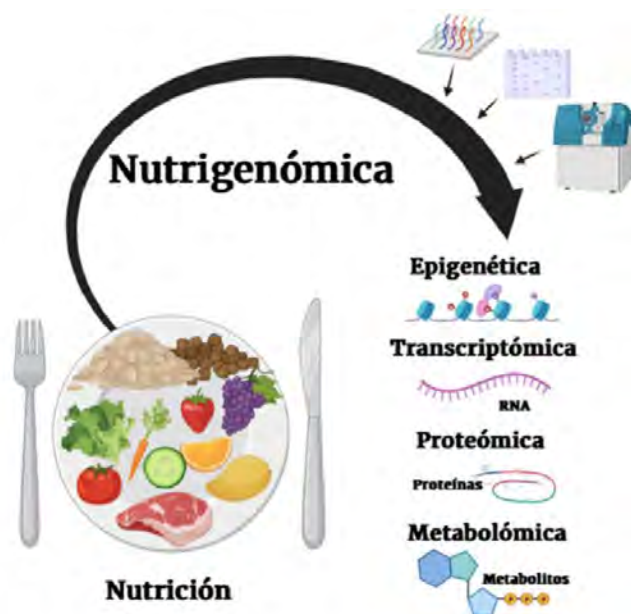 Nutrigenómica
Epigenética
Transcriptómica
RNA
Proteómica
Proteínas
Metabolómica
Metabolitos
P P P
Nutrición